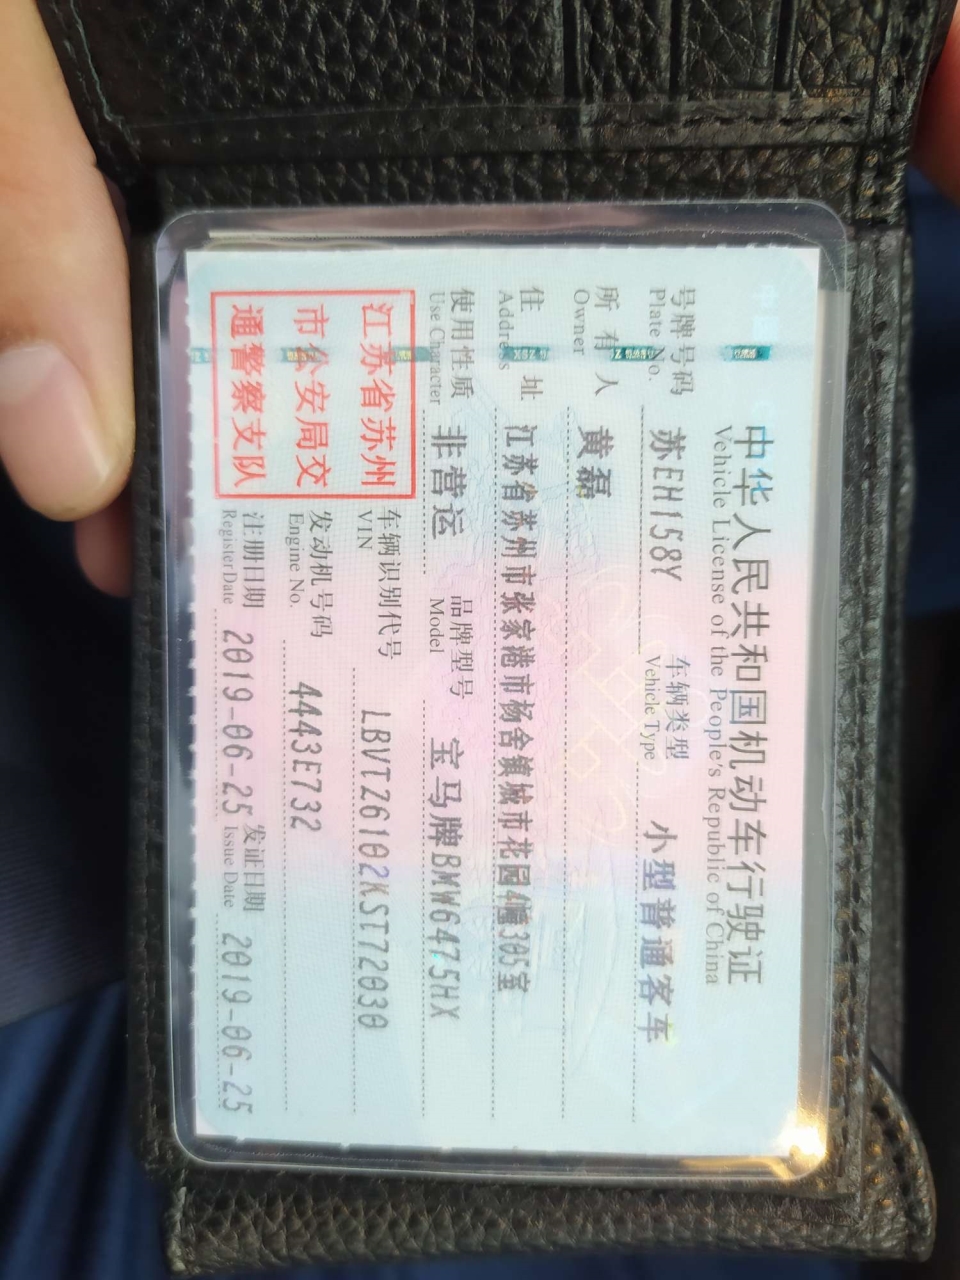 中华人民共和国机动车行驶证
Vehicle License of the People's Republic of China
号牌号码 苏EH158Y 车辆类型 小型普通客车
Plate No. Vehicle Type
所有人 黄磊
Owner
住址 江苏省苏州市张家港市杨舍镇城市花园4幢305室
Address
使用性质 非营运 品牌型号 宝马牌BMW6475HX
Use Character Model
江苏省苏州
市公安局交
通警察支队
车辆识别代号 LBVTZ6102KST72030
VIN
发动机号码 4443E732
Engine No.
注册日期 2019-06-25 发证日期 2019-06-25
Register Date Issue Date